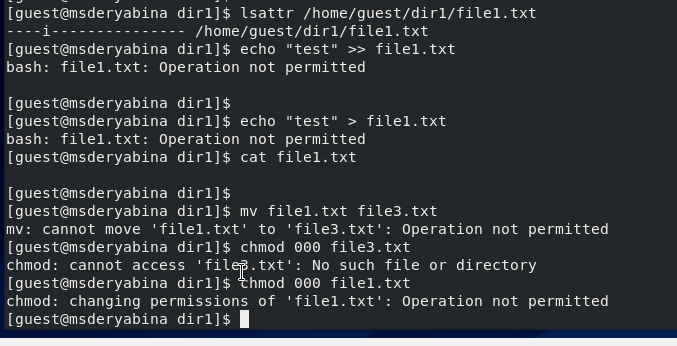 [guest@msderyabina dir1]$ lsattr /home/guest/dir1/file1.txt
----i--------------- /home/guest/dir1/file1.txt
[guest@msderyabina dir1]$ echo "test" >> file1.txt
bash: file1.txt: Operation not permitted
[guest@msderyabina dir1]$
[guest@msderyabina dir1]$ echo "test" > file1.txt
bash: file1.txt: Operation not permitted
[guest@msderyabina dir1]$ cat file1.txt
[guest@msderyabina dir1]$
[guest@msderyabina dir1]$ mv file1.txt file3.txt
mv: cannot move 'file1.txt' to 'file3.txt': Operation not permitted
[guest@msderyabina dir1]$ chmod 000 file3.txt
chmod: cannot access 'file3.txt': No such file or directory
[guest@msderyabina dir1]$ chmod 000 file1.txt
chmod: changing permissions of 'file1.txt': Operation not permitted
[guest@msderyabina dir1]$